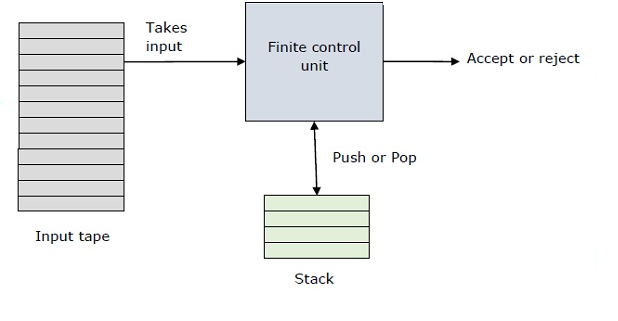 Takes
input
Finite control
unit
Accept or reject
Push or Pop
Input tape
Stack